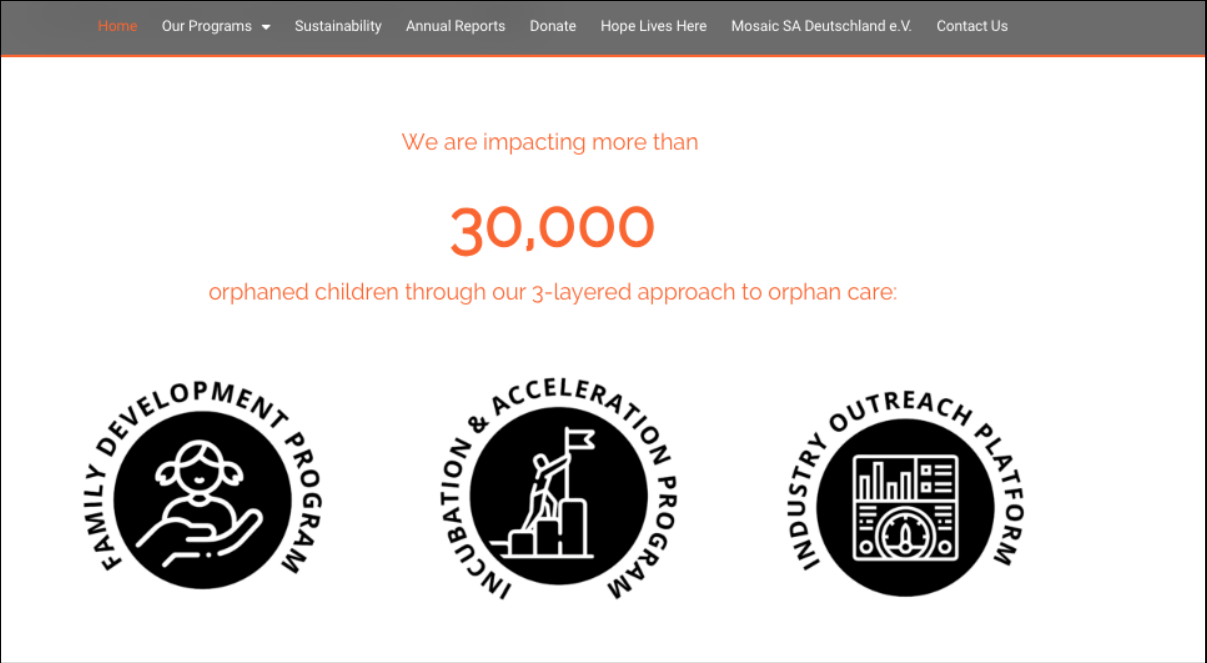 Home Our Programs Sustainability Annual Reports Donate Hope Lives Here Mosaic SA Deutschland e.V. Contact Us
We are impacting more than
30,000
orphaned children through our 3-layered approach to orphan care:
FAMILY DEVELOPMENT PROGRAM
INCUBATION & ACCELERATION PROGRAM
INDUSTRY OUTREACH PLATFORM